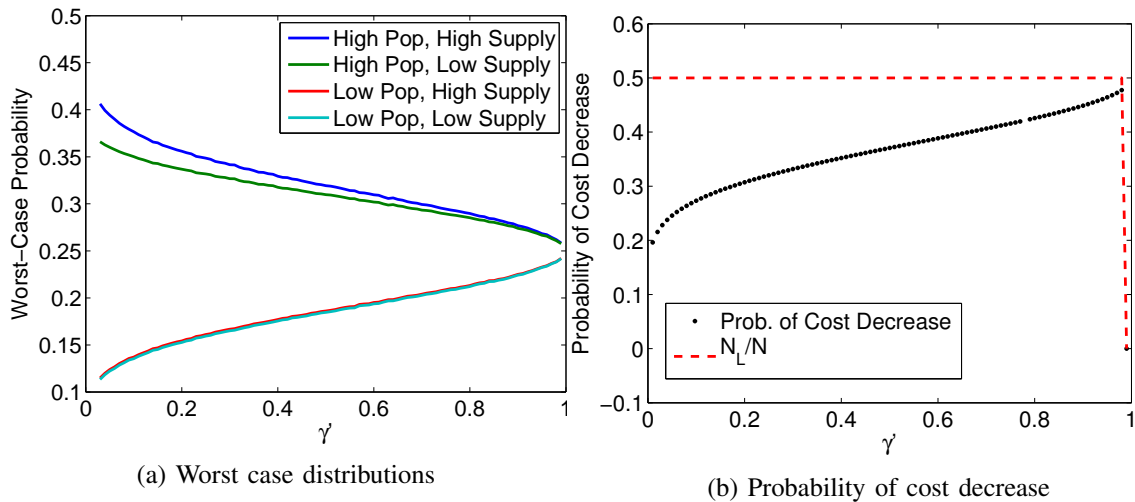 0.5
0.45
0.4
0.35
0.3
0.25
0.2
0.15
0.1
0
0.2
0.4
0.6
0.8
1
Worst−Case Probability
γ'
High Pop, High Supply
High Pop, Low Supply
Low Pop, High Supply
Low Pop, Low Supply
(a) Worst case distributions
0.6
0.5
0.4
0.3
0.2
0.1
0
−0.1
0
0.2
0.4
0.6
0.8
1
Probability of Cost Decrease
γ'
Prob. of Cost Decrease
N_L/N
(b) Probability of cost decrease